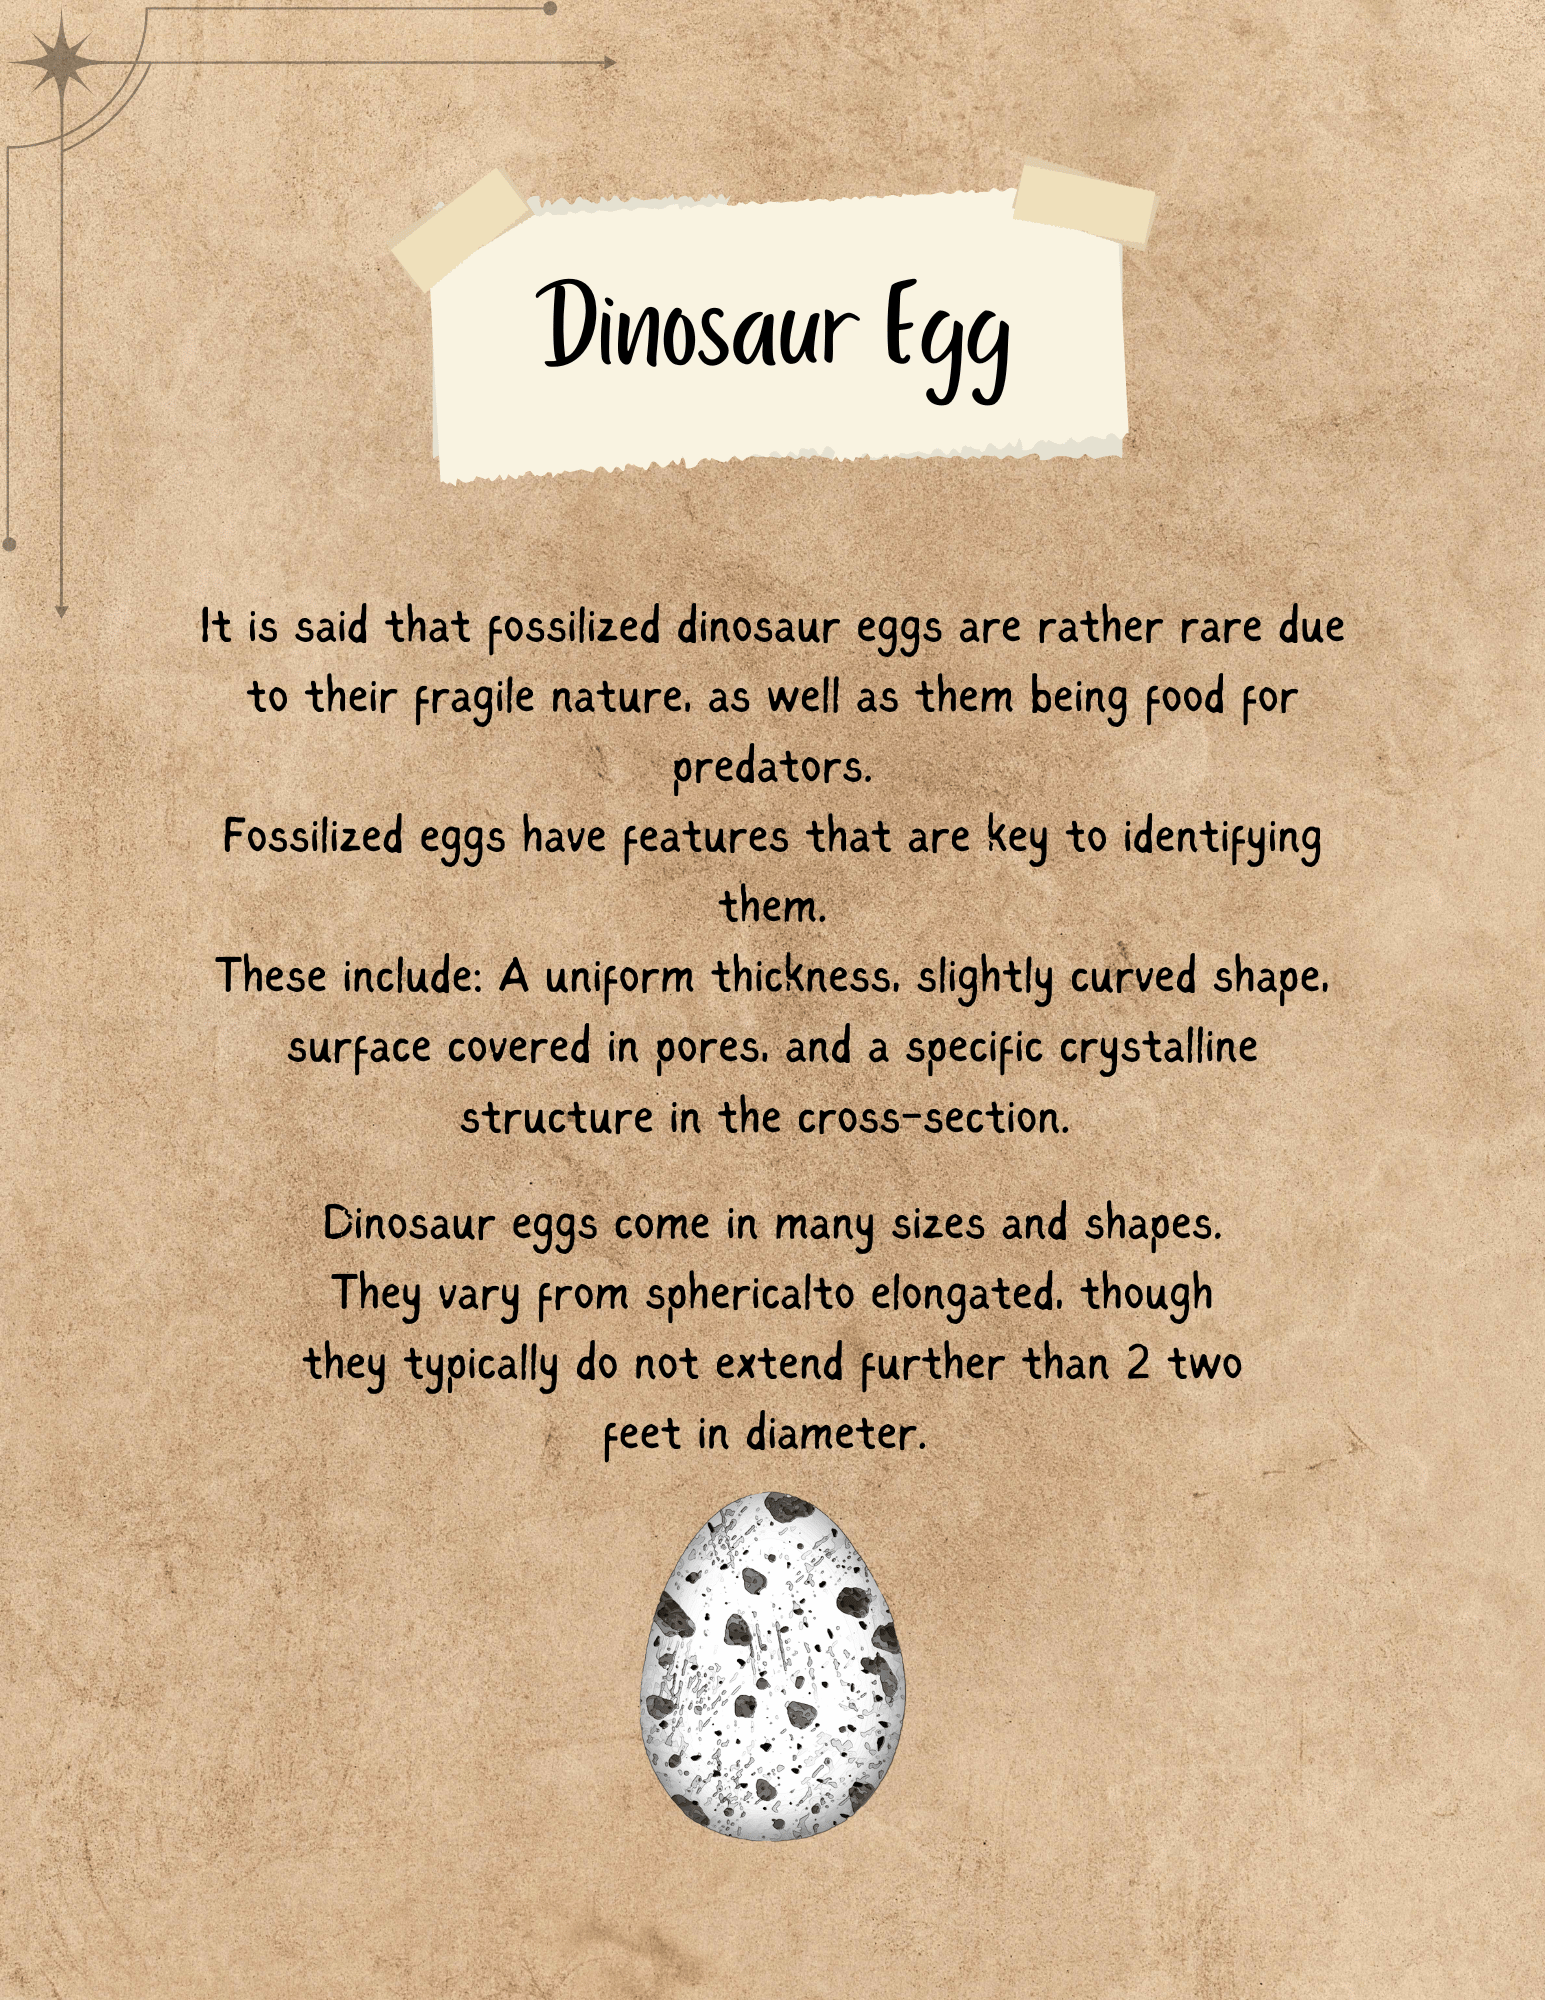 Dinosaur Egg
It is said that fossilized dinosaur eggs are rather rare due
to their fragile nature, as well as them being food for
predators.
Fossilized eggs have features that are key to identifying
them.
These include: A uniform thickness, slightly curved shape,
surface covered in pores, and a specific crystalline
structure in the cross-section.
Dinosaur eggs come in many sizes and shapes.
They vary from sphericalto elongated, though
they typically do not extend further than 2 two
feet in diameter.